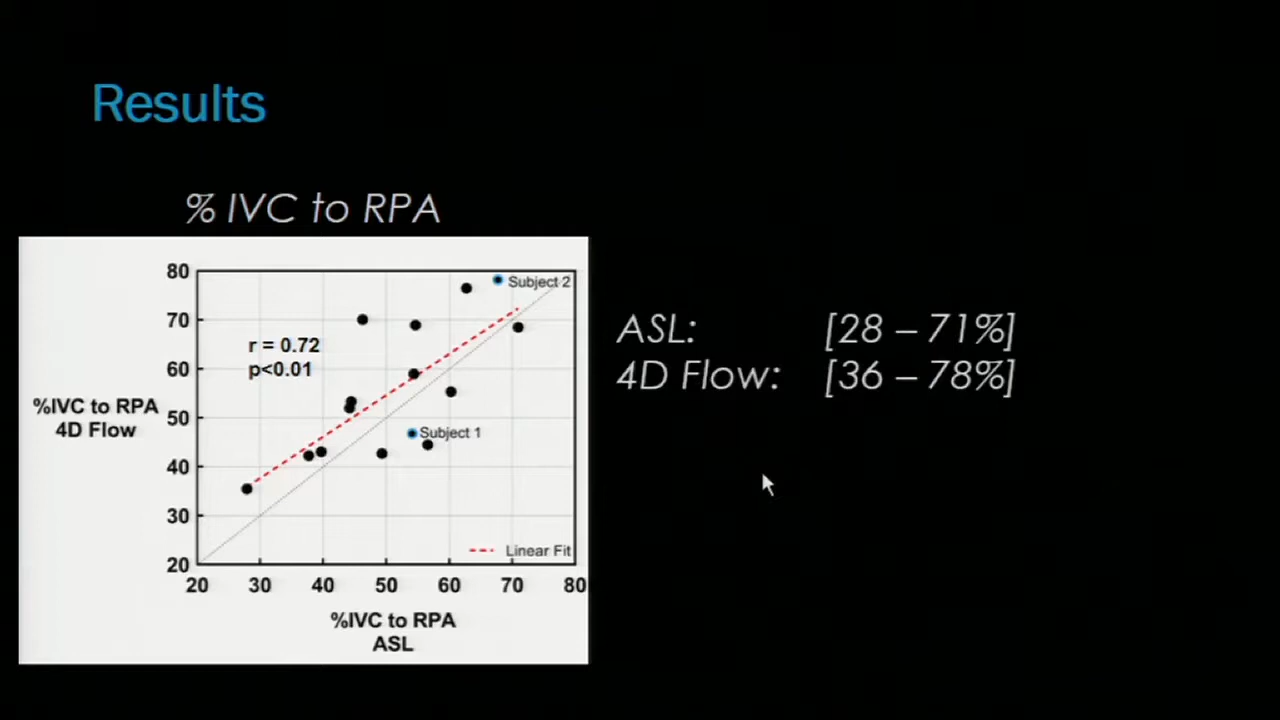 Results
% IVC to RPA
80
70
60
50
40
30
20
20 30 40 50 60 70 80
Subject 2
r = 0.72
p<0.01
Subject 1
Linear Fit
%IVC to RPA
4D Flow
%IVC to RPA
ASL
ASL: [28 – 71%]
4D Flow: [36 – 78%]